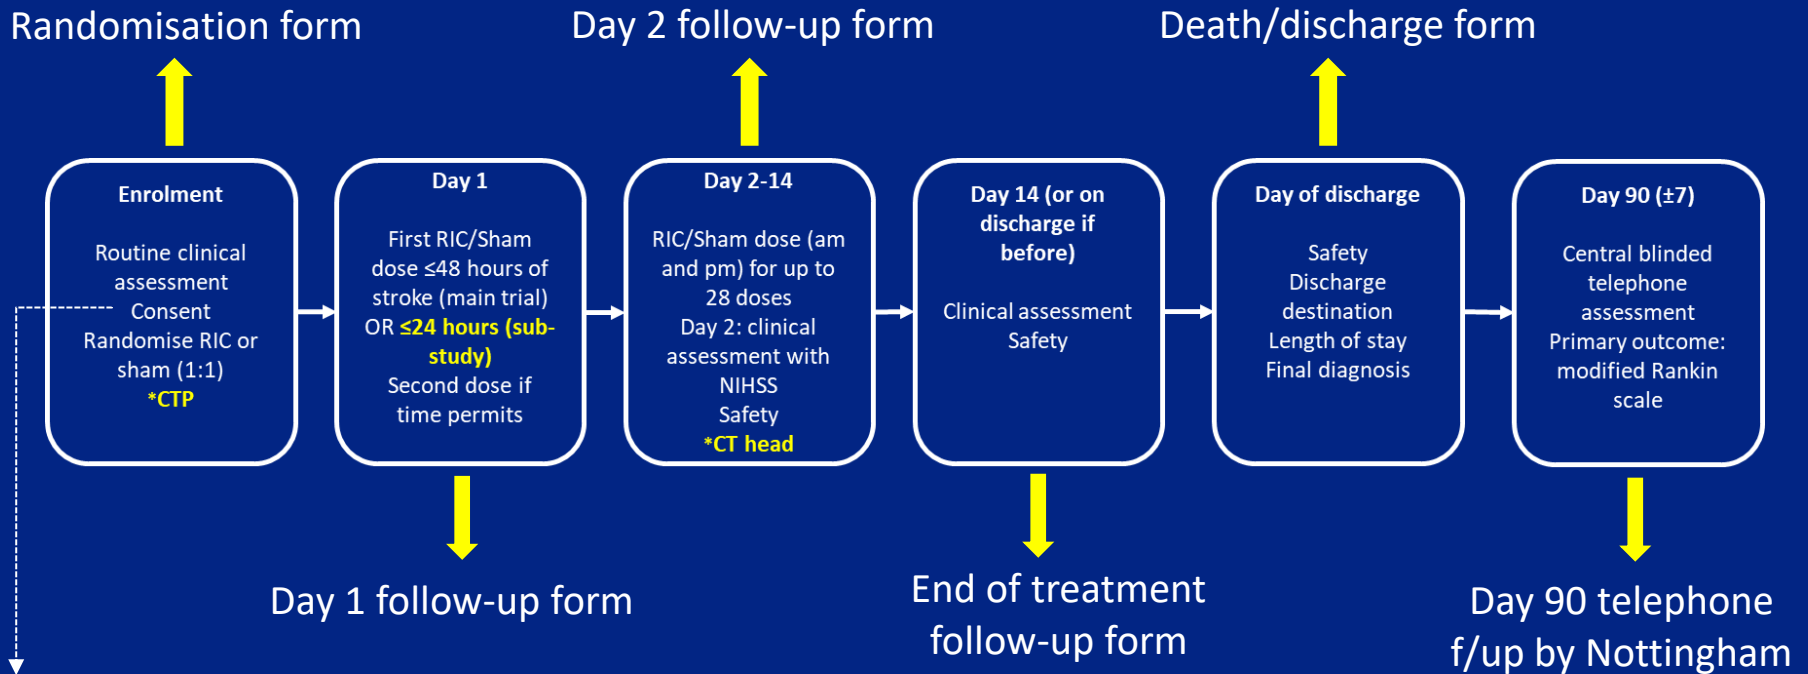 Randomisation form
Day 2 follow-up form
Death/discharge form
Enrolment
Routine clinical
assessment
Consent
Randomise RIC or
sham (1:1)
*CTP
Day 1
First RIC/Sham
dose ≤48 hours of
stroke (main trial)
OR ≤24 hours (sub-
study)
Second dose if
time permits
Day 2-14
RIC/Sham dose (am
and pm) for up to
28 doses
Day 2: clinical
assessment with
NIHSS
Safety
*CT head
Day 14 (or on
discharge if
before)
Clinical assessment
Safety
Day of discharge
Safety
Discharge
destination
Length of stay
Final diagnosis
Day 90 (±7)
Central blinded
telephone
assessment
Primary outcome:
modified Rankin
scale
Day 1 follow-up form
End of treatment
follow-up form
Day 90 telephone
f/up by Nottingham